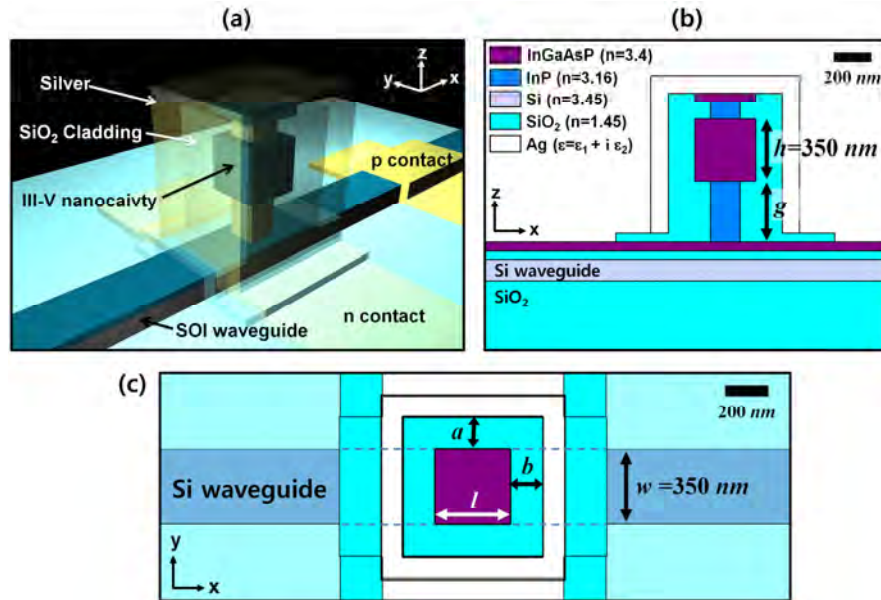 (a)
Silver
SiO₂ Cladding
III-V nanocaivty
SOI waveguide
n contact
p contact
z
y
x
(b)
InGaAsP (n=3.4)
InP (n=3.16)
Si (n=3.45)
SiO₂ (n=1.45)
Ag (ε=ε₁ + i ε₂)
200 nm
h=350 nm
g
z
x
Si waveguide
SiO₂
(c)
200 nm
a
b
l
Si waveguide
w =350 nm
y
x